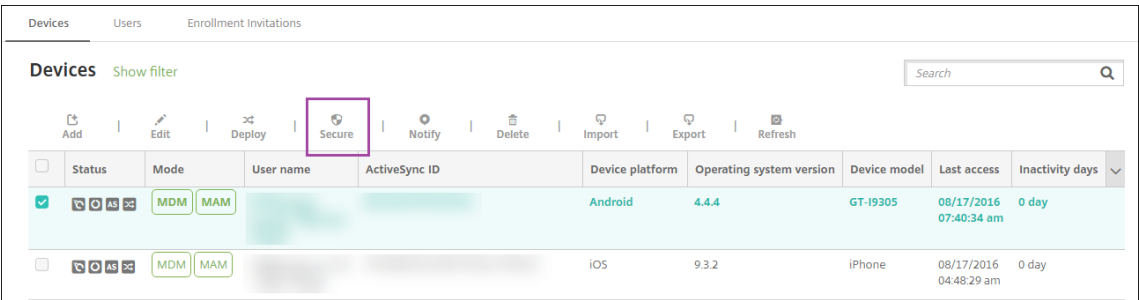 Devices Users Enrollment Invitations
Devices Show filter
Search
Add | Edit | Deploy | Secure | Notify | Delete | Import | Export | Refresh
Status Mode User name ActiveSync ID Device platform Operating system version Device model Last access Inactivity days
AS MDM MAM Android 4.4.4 GT-I9305 08/17/2016 0 day
07:40:34 am
AS MDM MAM iOS 9.3.2 iPhone 08/17/2016 0 day
04:48:29 am